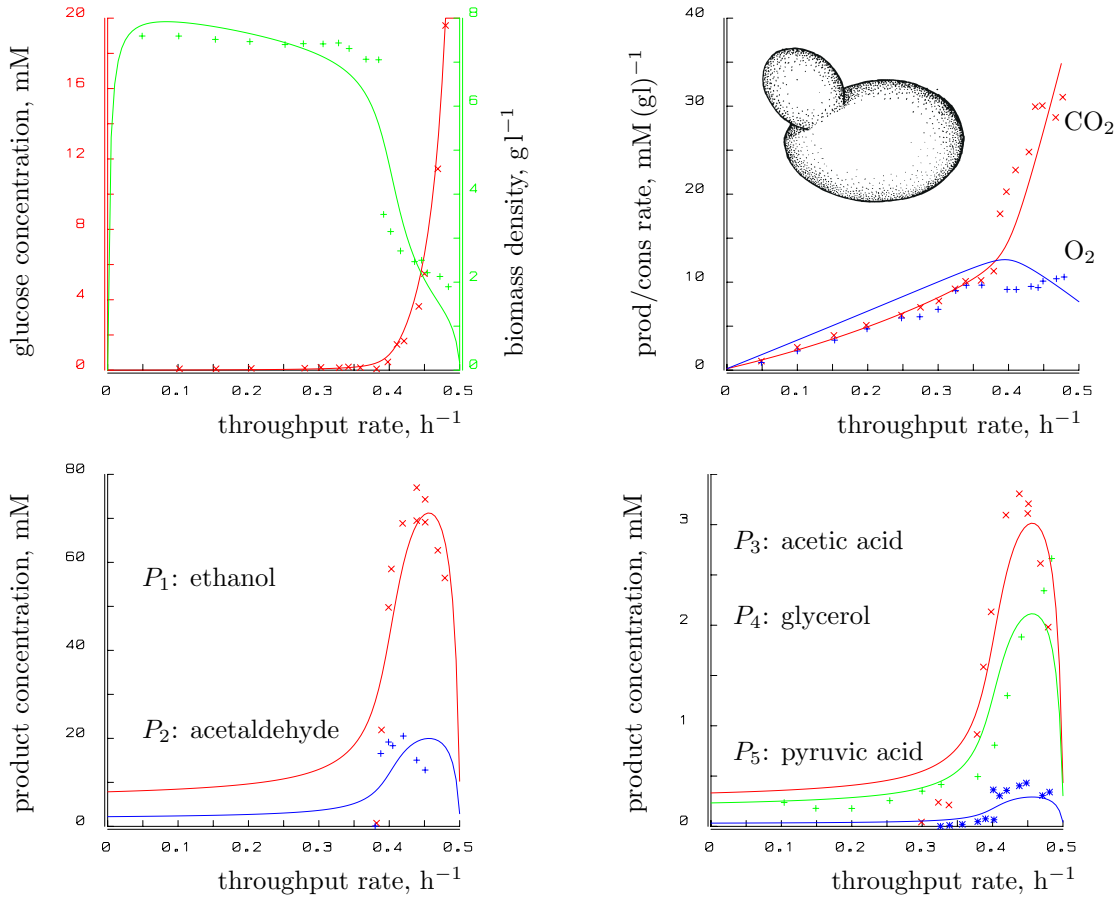 glucose concentration, mM
20
16
12
8
4
0
8
6
4
2
0
biomass density, g l⁻¹
0 0.1 0.2 0.3 0.4 0.5
throughput rate, h⁻¹
prod/cons rate, mM (gl)⁻¹
40
30
20
10
0
CO₂
O₂
0 0.1 0.2 0.3 0.4 0.5
throughput rate, h⁻¹
product concentration, mM
80
60
40
20
0
P₁: ethanol
P₂: acetaldehyde
0 0.1 0.2 0.3 0.4 0.5
throughput rate, h⁻¹
product concentration, mM
3
2
1
0
P₃: acetic acid
P₄: glycerol
P₅: pyruvic acid
0 0.1 0.2 0.3 0.4 0.5
throughput rate, h⁻¹